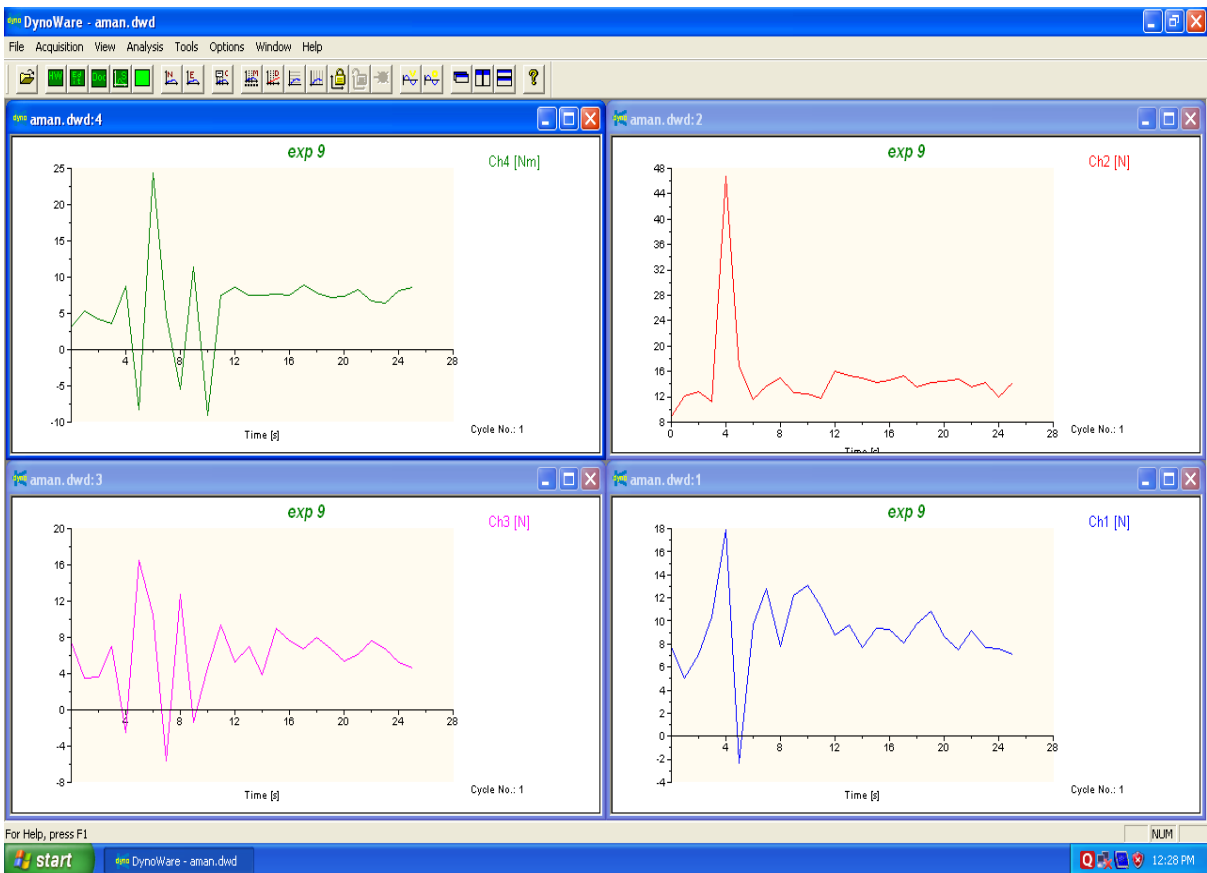 DynoWare - aman.dwd
File Acquisition View Analysis Tools Options Window Help
aman.dwd:4
exp 9
Ch4 [Nm]
25
20
15
10
5
0
-5
-10
4 8 12 16 20 24 28
Time [s]
Cycle No.: 1
aman.dwd:2
exp 9
Ch2 [N]
48
44
40
36
32
28
24
20
16
12
8
0 4 8 12 16 20 24 28
Time [s]
Cycle No.: 1
aman.dwd:3
exp 9
Ch3 [N]
20
16
12
8
4
0
-4
-8
4 8 12 16 20 24 28
Time [s]
Cycle No.: 1
aman.dwd:1
exp 9
Ch1 [N]
18
16
14
12
10
8
6
4
2
0
-2
-4
4 8 12 16 20 24 28
Time [s]
Cycle No.: 1
For Help, press F1
NUM
start
DynoWare - aman.dwd
12:28 PM